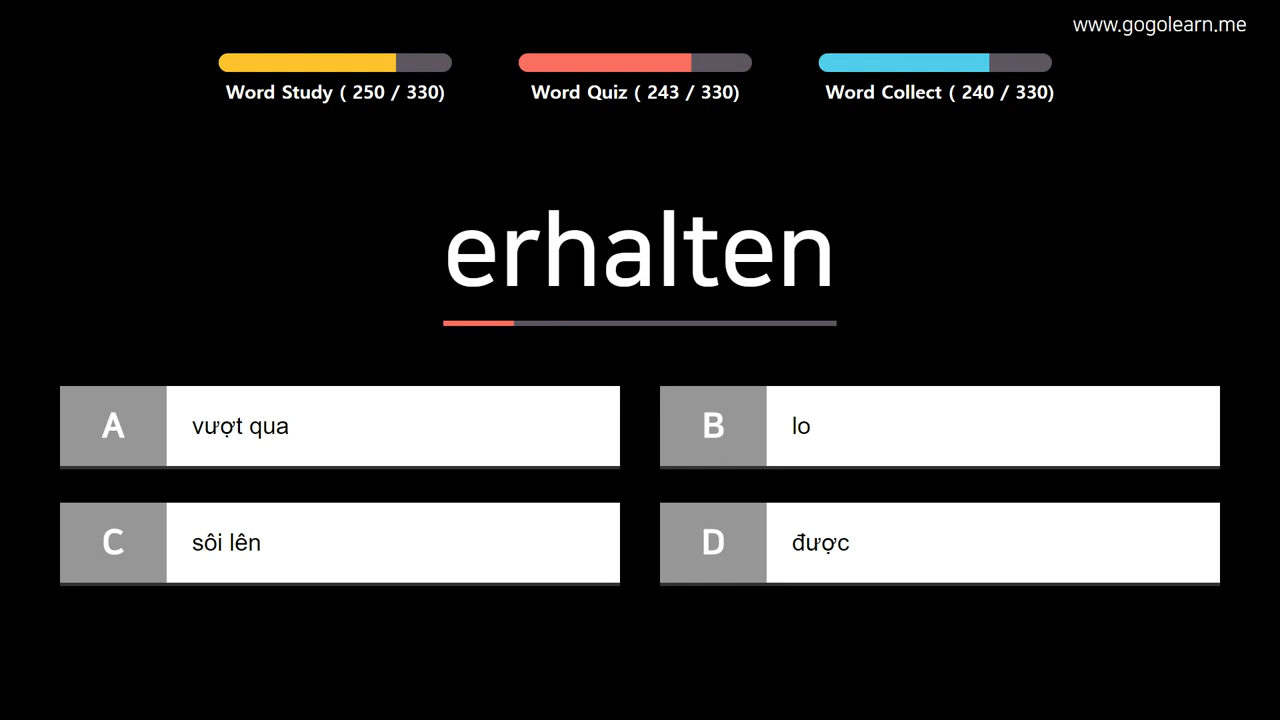 www.gogolearn.me
Word Study ( 250 / 330)
Word Quiz ( 243 / 330)
Word Collect ( 240 / 330)
erhalten
A
vượt qua
B
lo
C
sôi lên
D
được